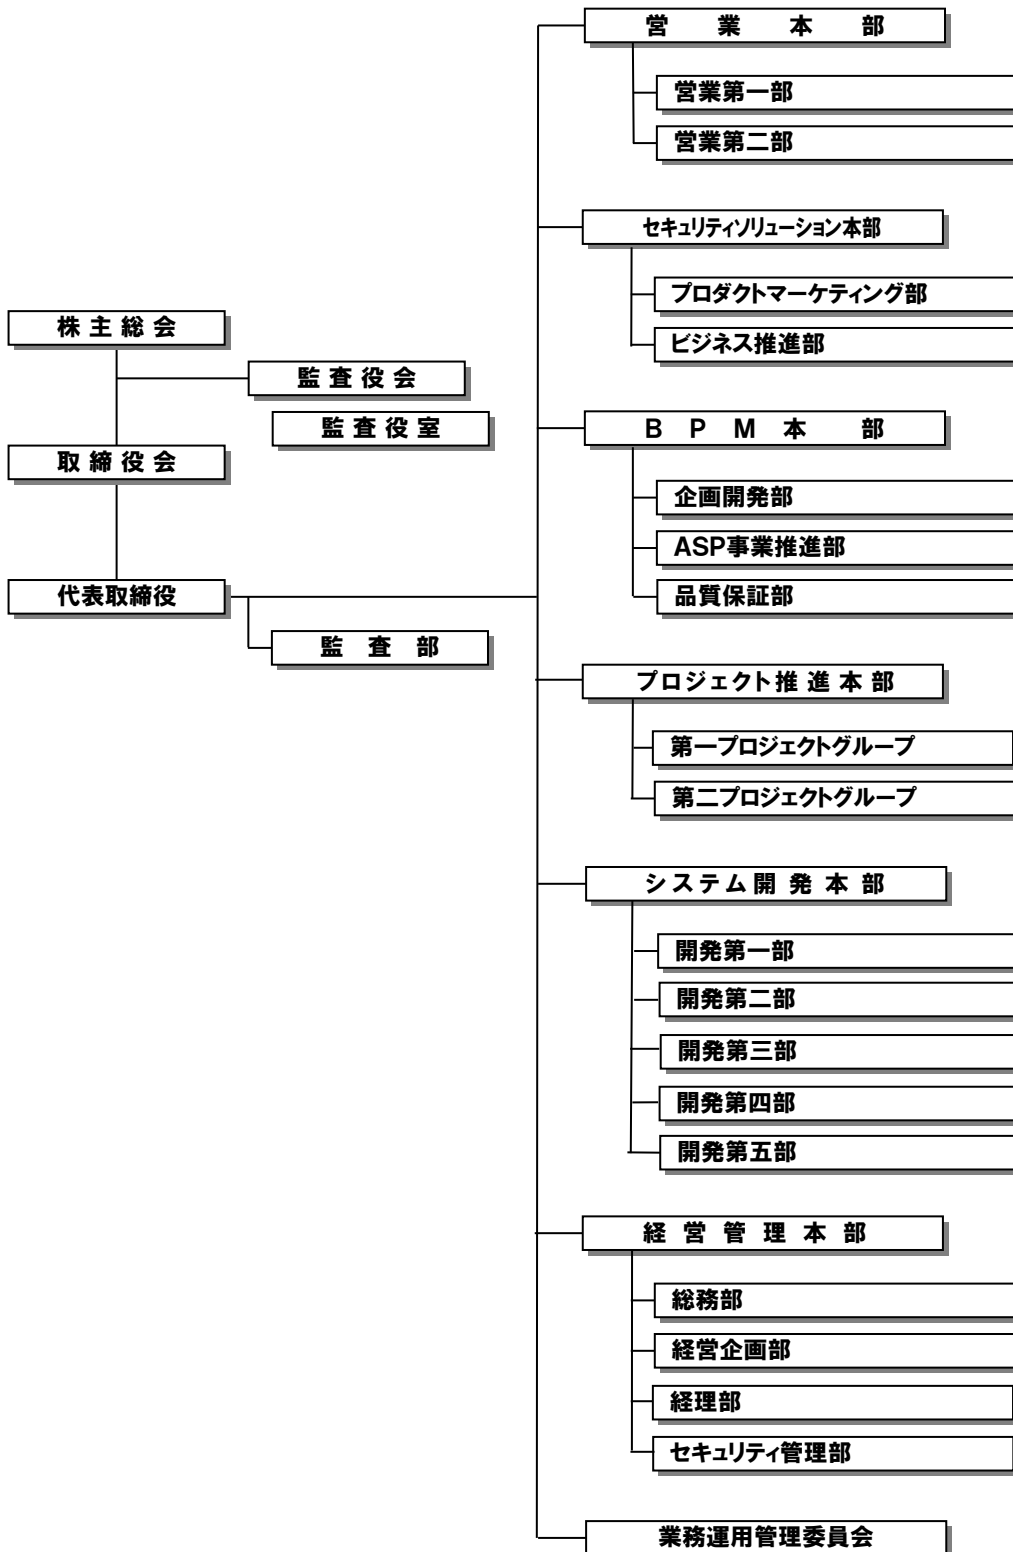 株主総会
監査役会
監査役室
取締役会
代表取締役
監査部
営業本部
営業第一部
営業第二部
セキュリティソリューション本部
プロダクトマーケティング部
ビジネス推進部
BPM本部
企画開発部
ASP事業推進部
品質保証部
プロジェクト推進本部
第一プロジェクトグループ
第二プロジェクトグループ
システム開発本部
開発第一部
開発第二部
開発第三部
開発第四部
開発第五部
経営管理本部
総務部
経営企画部
経理部
セキュリティ管理部
業務運用管理委員会